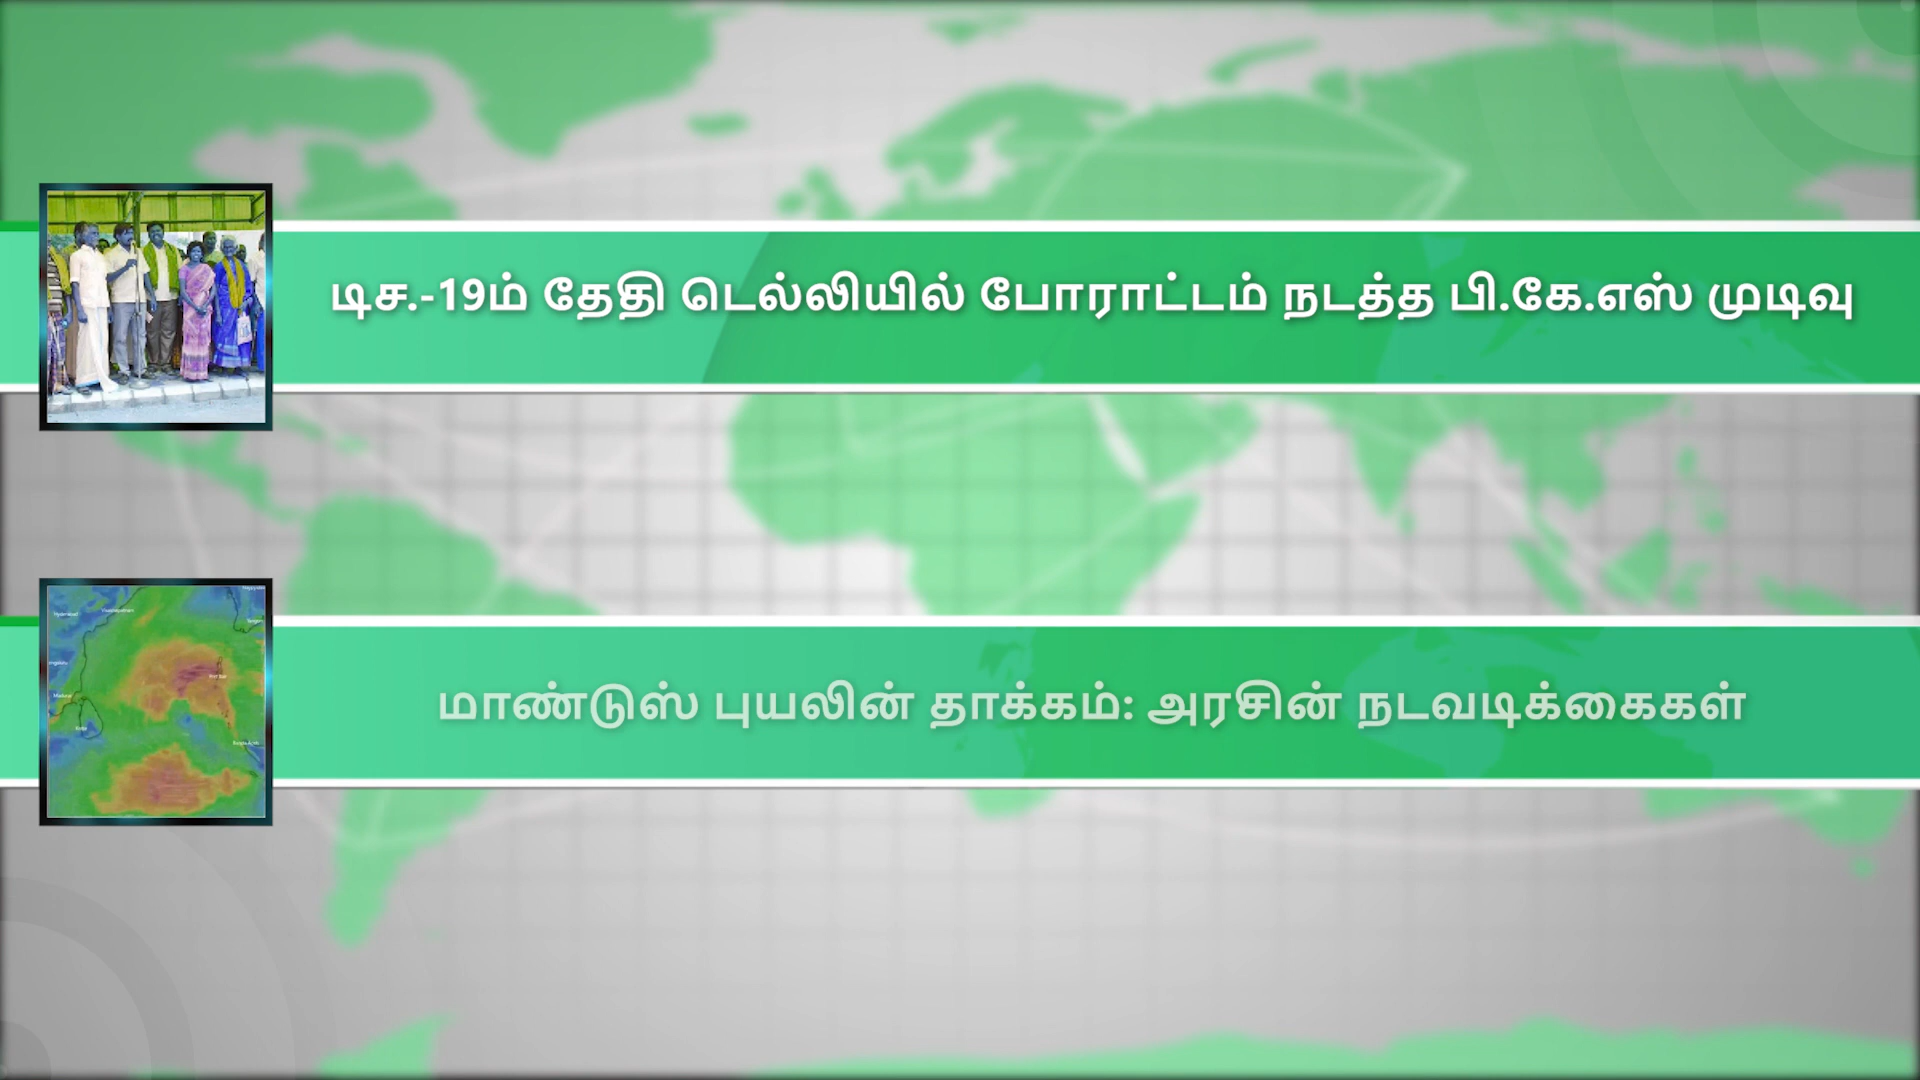 டிச.-19ம் தேதி டெல்லியில் போராட்டம் நடத்த பி.கே.எஸ் முடிவு
மாண்டுஸ் புயலின் தாக்கம்: அரசின் நடவடிக்கைகள்